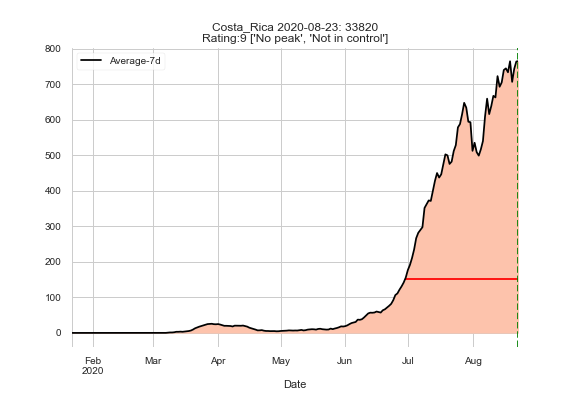 Costa_Rica 2020-08-23: 33820
Rating:9 ['No peak', 'Not in control']
Average-7d
800
700
600
500
400
300
200
100
0
Feb Mar Apr May Jun Jul Aug
2020
Date